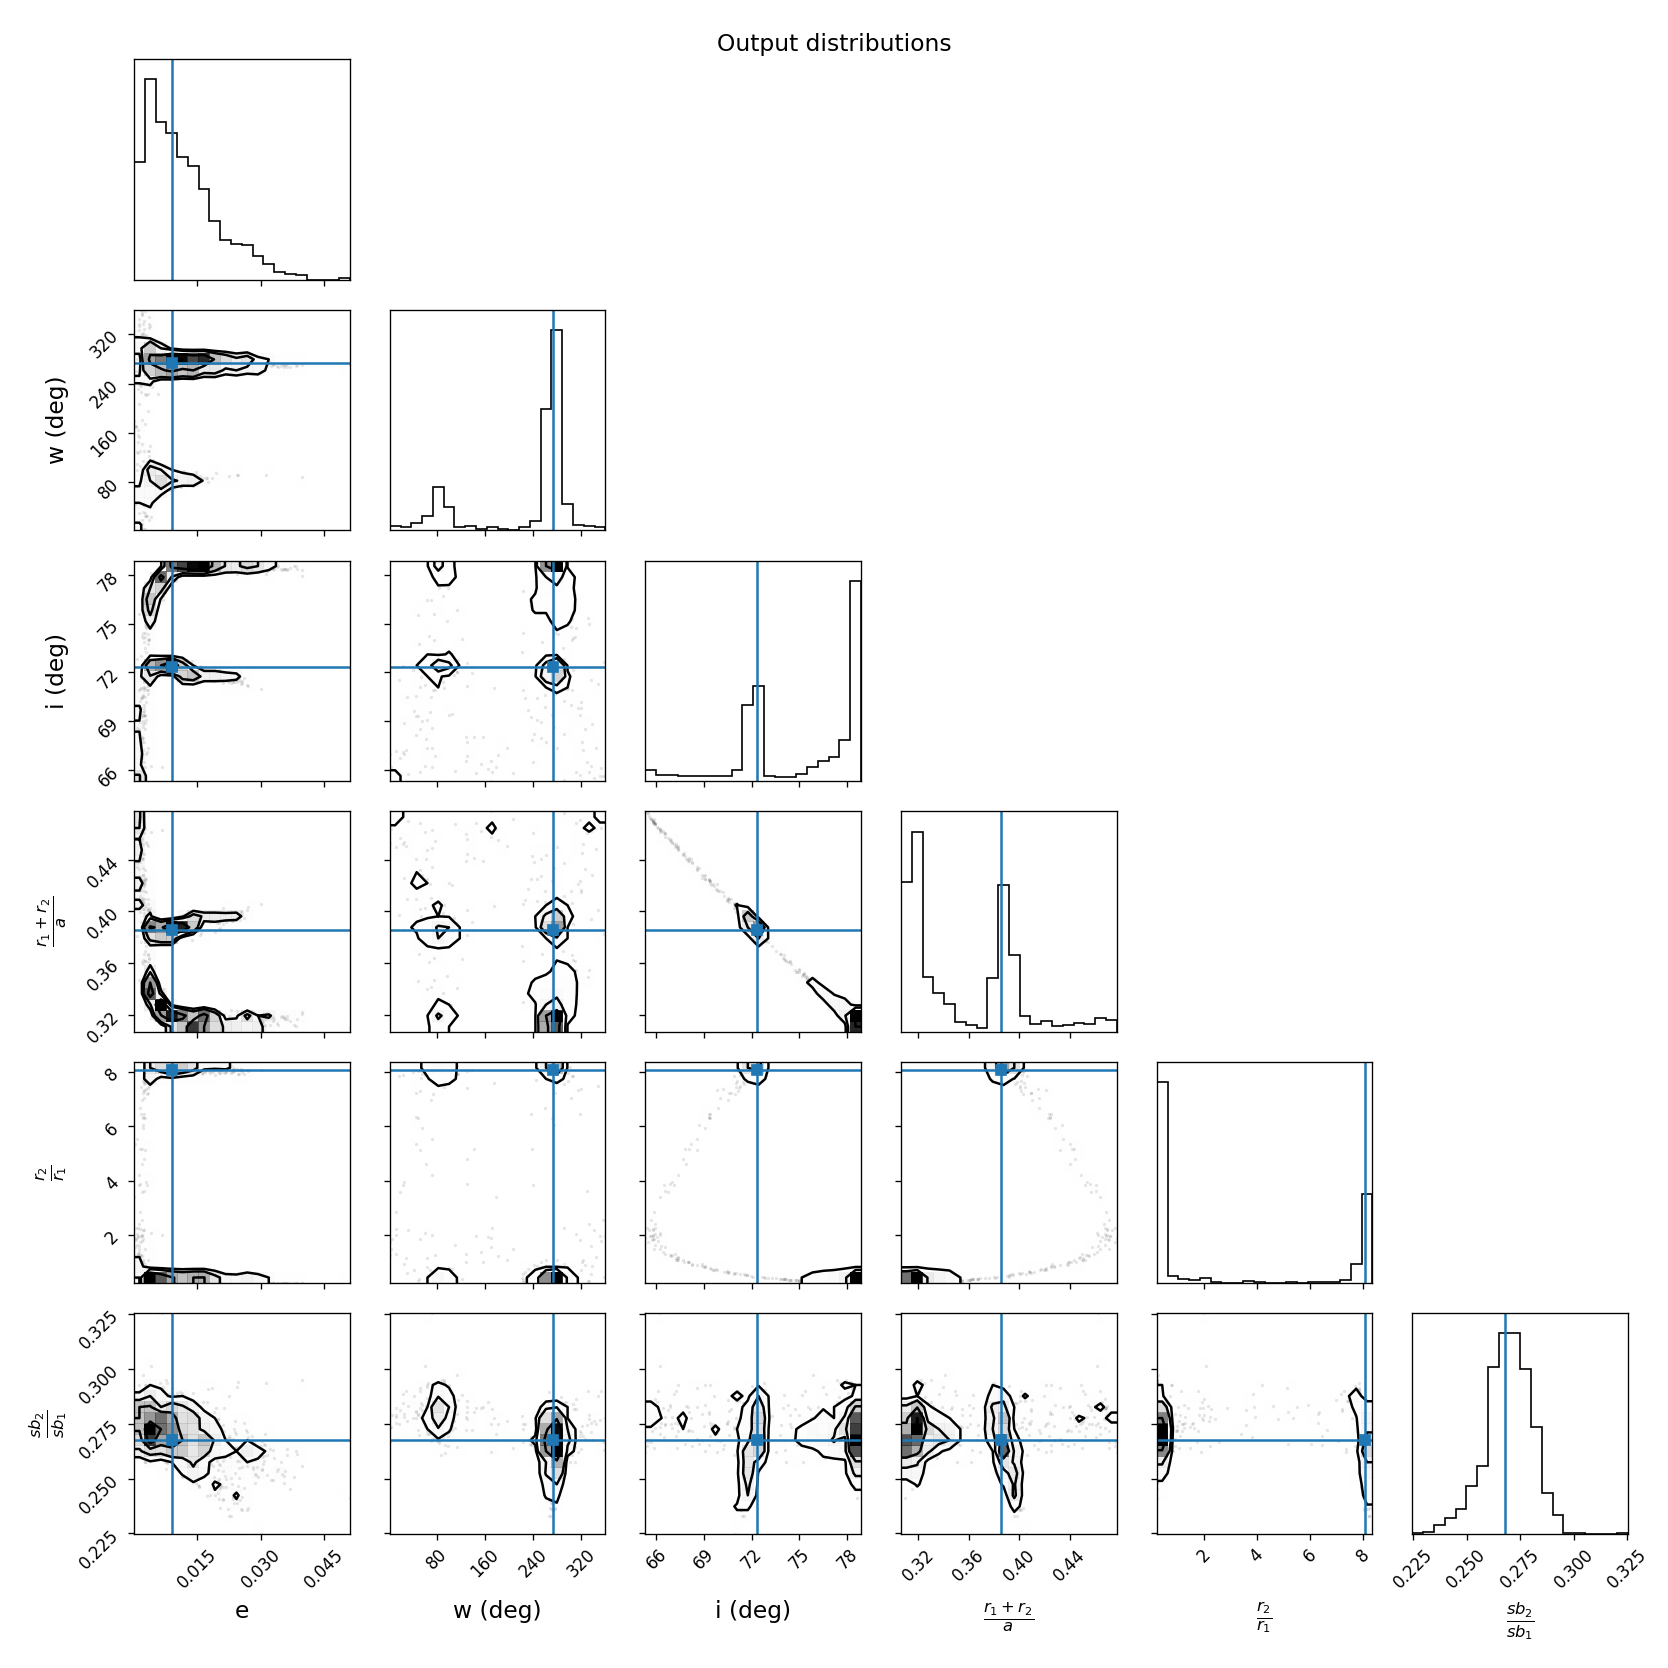 Output distributions
w (deg)
320
240
160
80
i (deg)
78
75
72
69
66
r₁ + r₂
a
0.44
0.40
0.36
0.32
r₂
r₁
8
6
4
2
sb₂
sb₁
0.325
0.300
0.275
0.250
0.225
0.015 0.030 0.045
80 160 240 320
66 69 72 75 78
0.32 0.36 0.40 0.44
2 4 6 8
0.225 0.250 0.275 0.300 0.325
e
w (deg)
i (deg)
r₁ + r₂
a
r₂
r₁
sb₂
sb₁